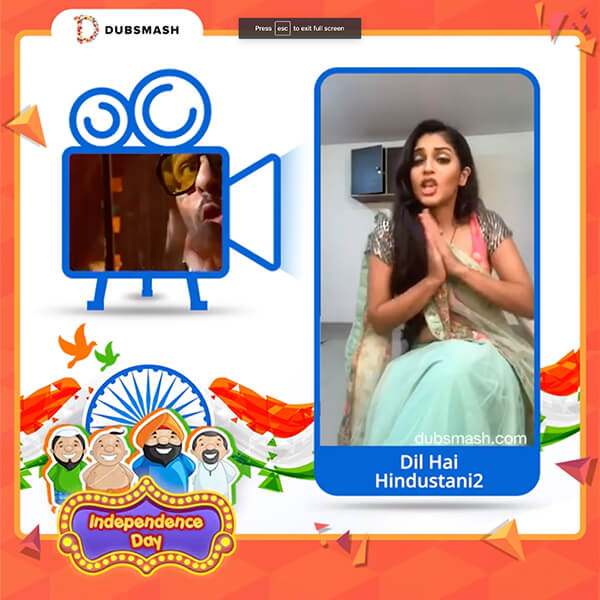 DUBSMASH
Press esc to exit full screen
dubsmash.com
Dil Hai
Hindustani2
Independence
Day